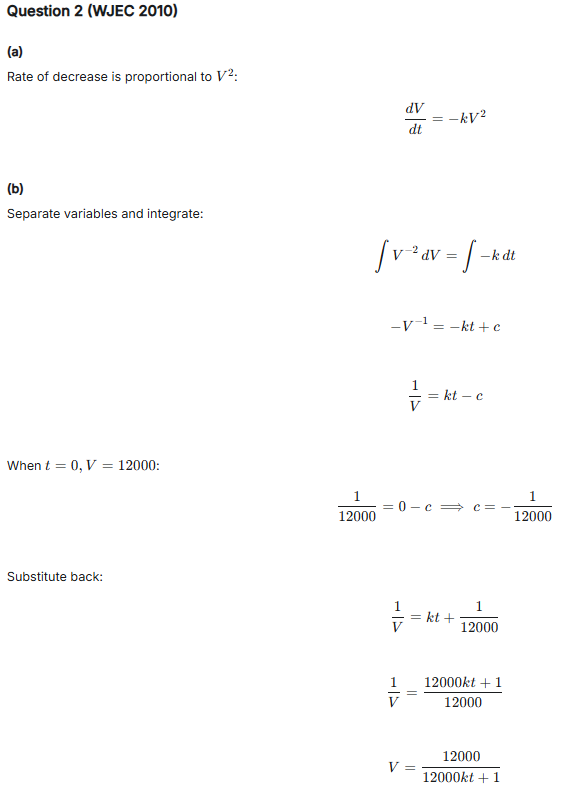 Question 2 (WJEC 2010)
(a)
Rate of decrease is proportional to $V^2$:
$\frac{dV}{dt} = -kV^2$
(b)
Separate variables and integrate:
$\int V^{-2}\,dV = \int -k\,dt$
$-V^{-1} = -kt + c$
$\frac{1}{V} = kt - c$
When $t = 0, V = 12000$:
$\frac{1}{12000} = 0 - c \implies c = -\frac{1}{12000}$
Substitute back:
$\frac{1}{V} = kt + \frac{1}{12000}$
$\frac{1}{V} = \frac{12000kt + 1}{12000}$
$V = \frac{12000}{12000kt + 1}$